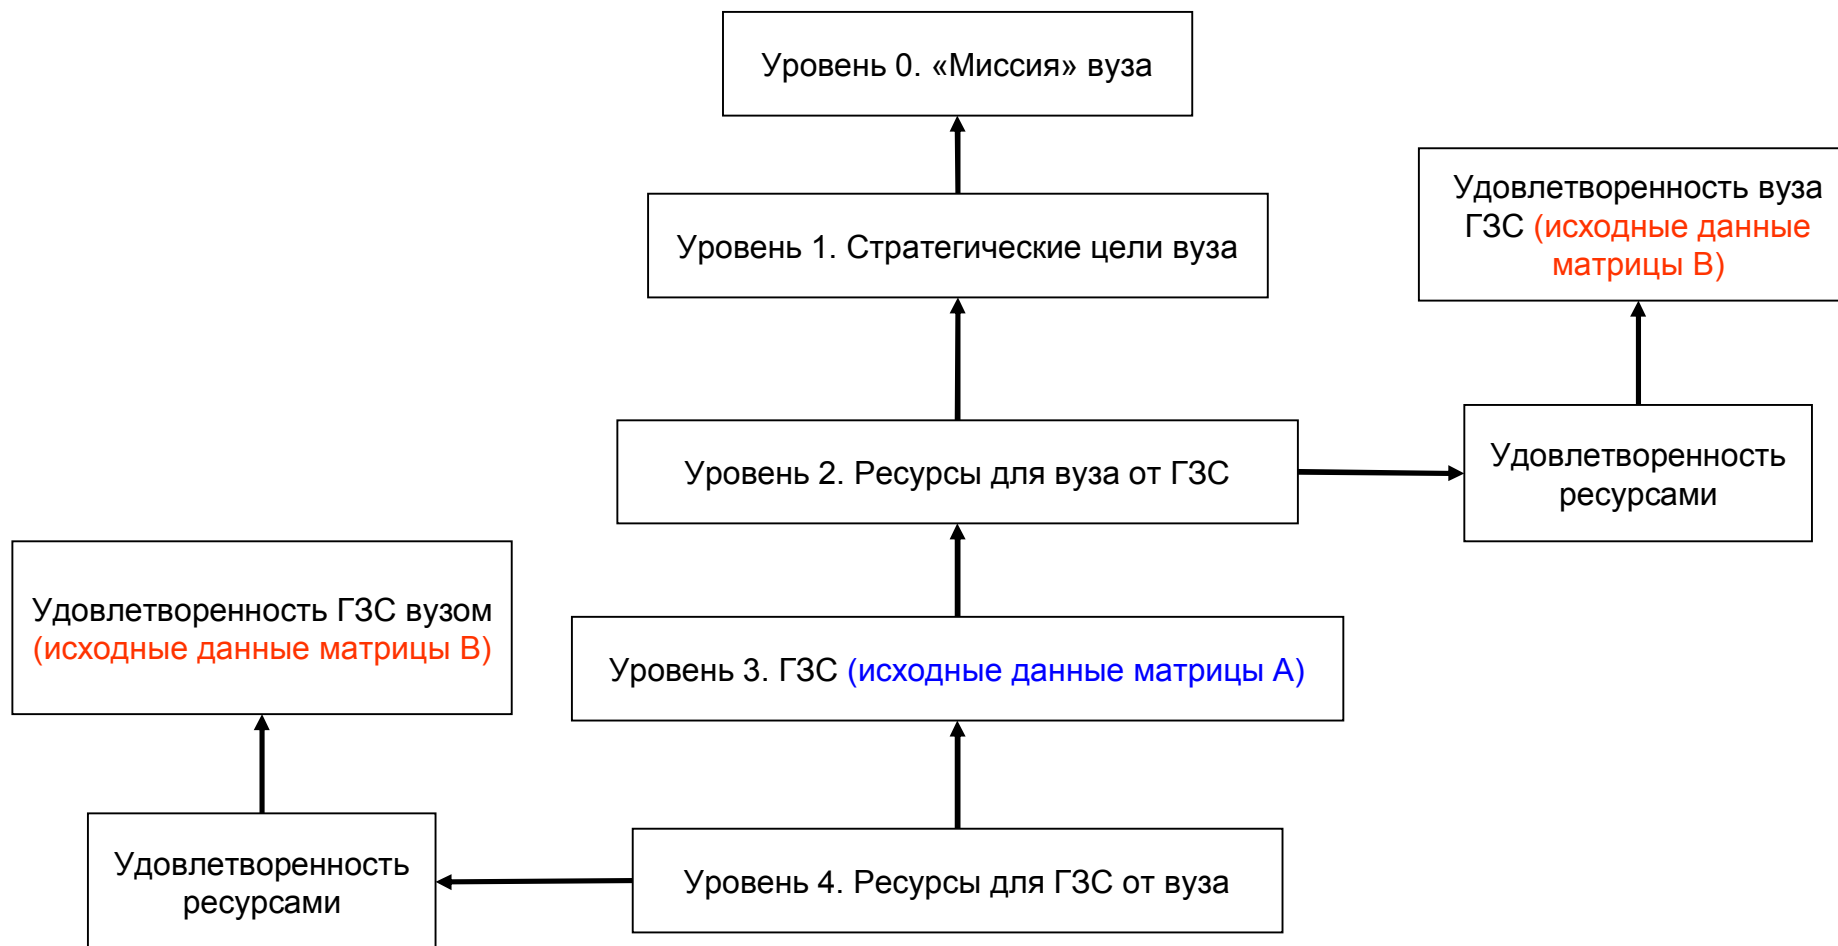 Уровень 0. «Миссия» вуза
Удовлетворенность вуза
ГЗС (исходные данные
матрицы В)
Уровень 1. Стратегические цели вуза
Уровень 2. Ресурсы для вуза от ГЗС
Удовлетворенность
ресурсами
Удовлетворенность ГЗС вузом
(исходные данные матрицы В)
Уровень 3. ГЗС (исходные данные матрицы А)
Удовлетворенность
ресурсами
Уровень 4. Ресурсы для ГЗС от вуза